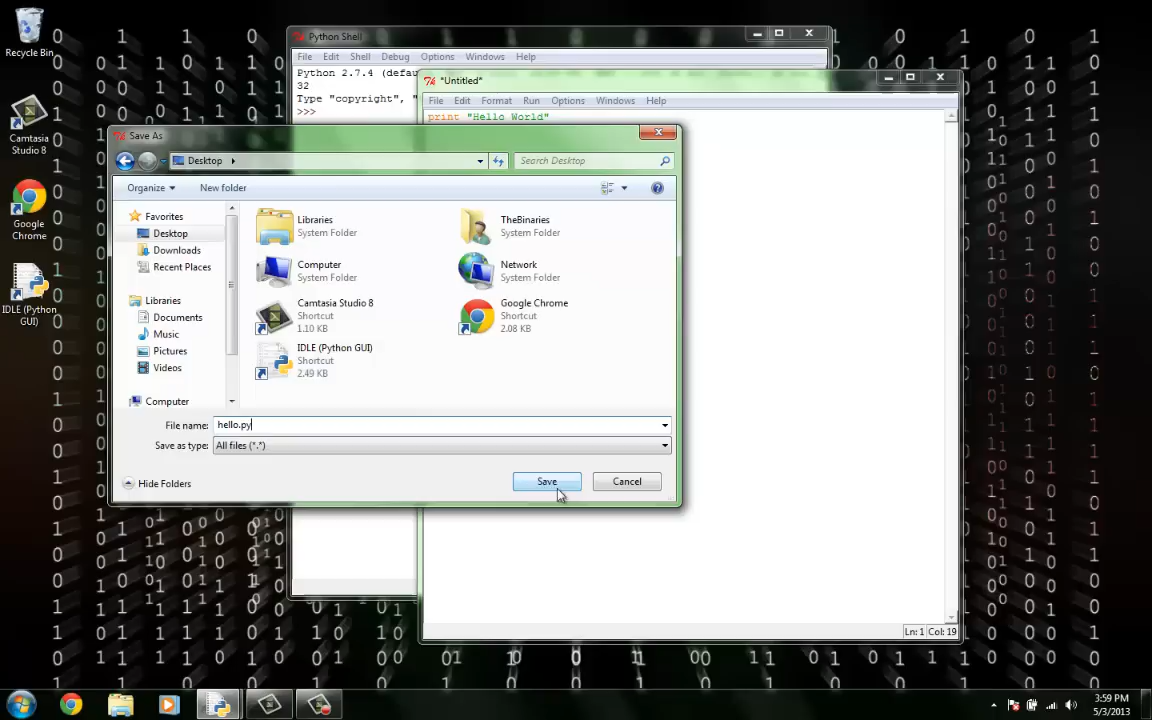 Recycle Bin
Camtasia
Studio 8
Google
Chrome
IDLE (Python
GUI)
Python Shell
File Edit Shell Debug Options Windows Help
Python 2.7.4 (defau
32
Type "copyright", "
>>>
*Untitled*
File Edit Format Run Options Windows Help
print "Hello World"
Save As
Desktop
Search Desktop
Organize New folder
Favorites
Desktop
Downloads
Recent Places
Libraries
Documents
Music
Pictures
Videos
Computer
Libraries
System Folder
TheBinaries
System Folder
Computer
System Folder
Network
System Folder
Camtasia Studio 8
Shortcut
1.10 KB
Google Chrome
Shortcut
2.08 KB
IDLE (Python GUI)
Shortcut
2.49 KB
File name: hello.py
Save as type: All files (*.*)
Hide Folders
Save
Cancel
Ln: 1 Col: 19
3:59 PM
5/3/2013